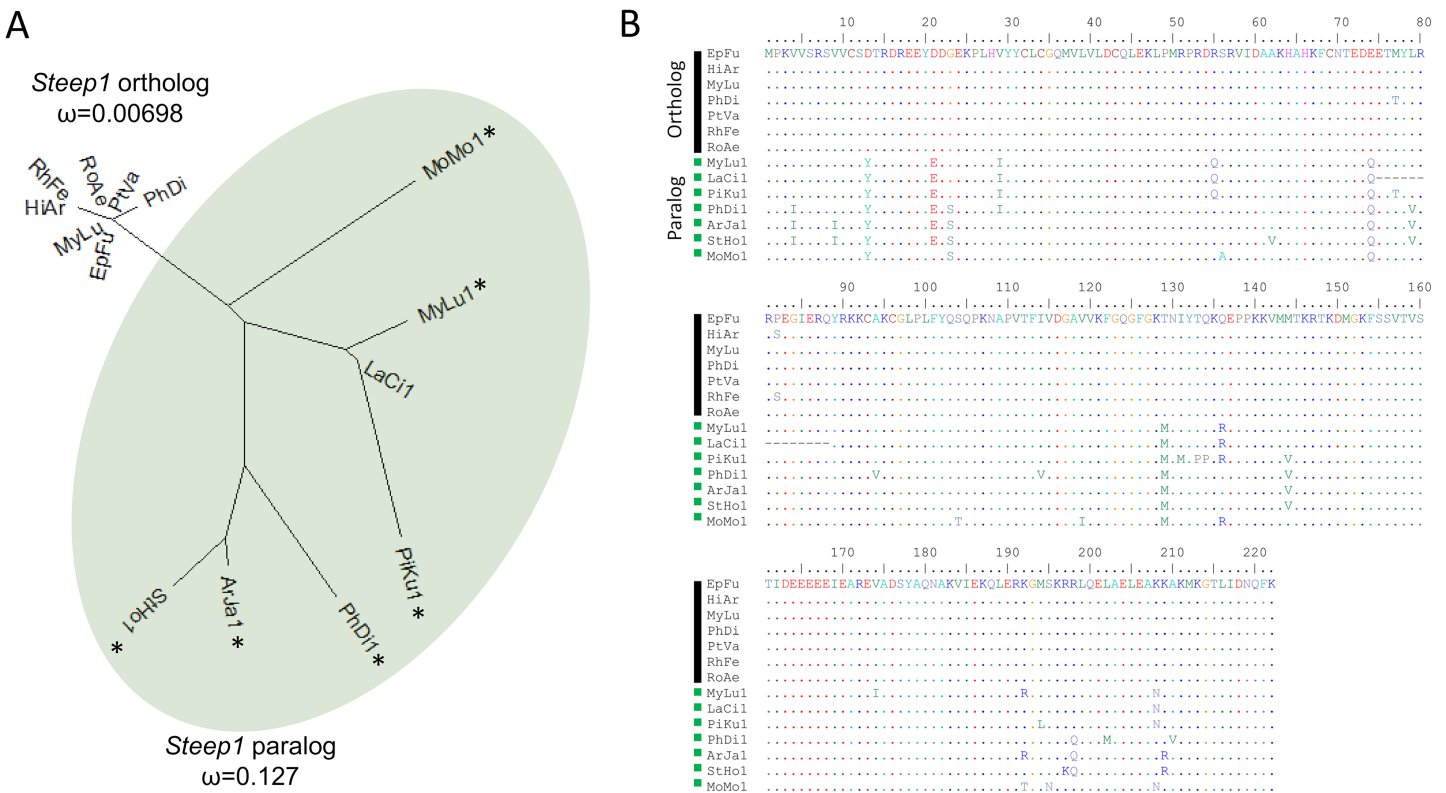 A
Steep1 ortholog
ω=0.00698
RhFe
RoAe
PtVa
PhDi
HiAr
MyLu
EpFu
MoMo1*
MyLu1*
LaCi1
PiKu1
*
PhDi1
*
ArJa1
*
StHo1
*
Steep1 paralog
ω=0.127
B
Ortholog
Paralog
10 20 30 40 50 60 70 80
EpFu MPKVVSRSVVCSDTRDREEYDDGEKPLHVYYCLCGQMVLVLDCQLEKLPMRPRDRSRVIDAAKHAHKFCNTEDEETMYLR
HiAr ................................................................................
MyLu ................................................................................
PhDi ............................................................................T...
PtVa ................................................................................
RhFe ................................................................................
RoAe ................................................................................
MyLu1 ............Y.......E.......I.........................Q..................Q......
LaCi1 ............Y.......E.................................Q..................Q------
PiKu1 ............Y.......E.................................Q..................Q..T...
PhDi1 ...I........Y.......E.S.....I............................................Q....V.
ArJa1 ...I....I...Y.......E.S..................................................Q....V.
StHo1 ...I....I...Y.......E.S......................................V...........Q....V.
MoMo1 ............Y.........S................................A.................Q......
90 100 110 120 130 140 150 160
EpFu RPEGIERQYRKKCAKCGLPLFYQSQPKNAPVTFIVDGAVVKFGQGFGKTNIYTQKQEPPKKVMMTKRTKDMGKFSSVTVS
HiAr .S..............................................................................
MyLu ................................................................................
PhDi ................................................................................
PtVa ................................................................................
RhFe .S..............................................................................
RoAe ................................................................................
MyLu1 ................................................M......R........................
LaCi1 --------........................................M......R........................
PiKu1 ................................................M.M.PP.R.......V................
PhDi1 .............V...................V..............M..............V................
ArJa1 ................................................M..............V................
StHo1 ................................................M..............V................
MoMo1 .......................T..............I.........M......R........................
170 180 190 200 210 220
EpFu TIDEEEEEIEAREVADSYAQNAKVIEKQLERKGMSKRRLQELAELEAKKAKMKGTLIDNQFK
HiAr ..............................................................
MyLu ..............................................................
PhDi ..............................................................
PtVa ..............................................................
RhFe ..............................................................
RoAe ..............................................................
MyLu1 .............I.................R...............N..............
LaCi1 ...............................................N..............
PiKu1 .................................L.............N..............
PhDi1 .....................................Q...M.......V............
ArJa1 ...............................R.....Q..........R.............
StHo1 ....................................KQ..........R.............
MoMo1 ...............................T..N............N..............